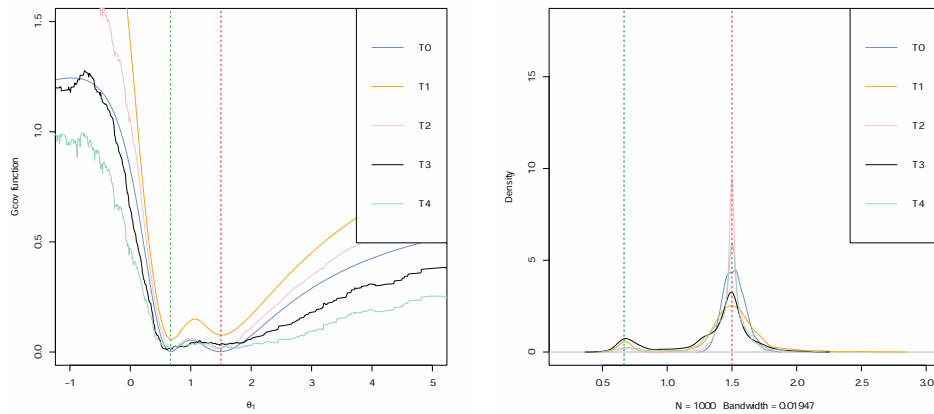 Gcov function
0.0
0.5
1.0
1.5
−1
0
1
2
3
4
5
θ1
T0
T1
T2
T3
T4
Density
0
5
10
15
0.5
1.0
1.5
2.0
2.5
3.0
N = 1000 Bandwidth = 0.01947
T0
T1
T2
T3
T4